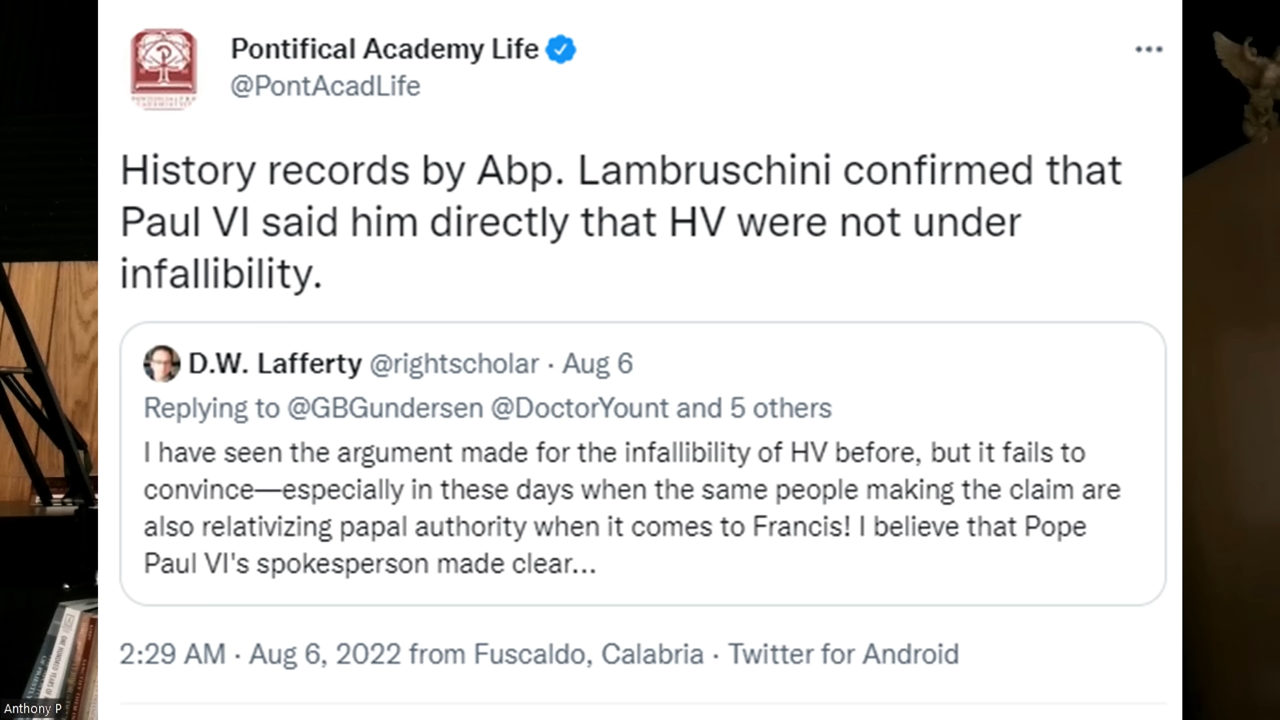 Pontifical Academy Life
@PontAcadLife
History records by Abp. Lambruschini confirmed that
Paul VI said him directly that HV were not under
infallibility.
D.W. Lafferty @rightscholar · Aug 6
Replying to @GBGundersen @DoctorYount and 5 others
I have seen the argument made for the infallibility of HV before, but it fails to
convince—especially in these days when the same people making the claim are
also relativizing papal authority when it comes to Francis! I believe that Pope
Paul VI's spokesperson made clear...
2:29 AM · Aug 6, 2022 from Fuscaldo, Calabria · Twitter for Android
Anthony P